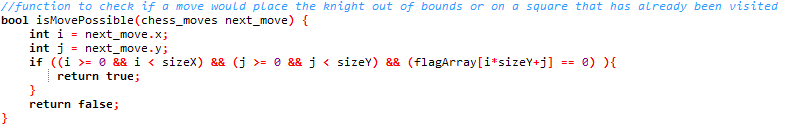 //function to check if a move would place the knight out of bounds or on a square that has already been visited
bool isMovePossible(chess_moves next_move) {
    int i = next_move.x;
    int j = next_move.y;
    if ((i >= 0 && i < sizeX) && (j >= 0 && j < sizeY) && (flagArray[i*sizeY+j] == 0) ){
        return true;
    }
    return false;
}